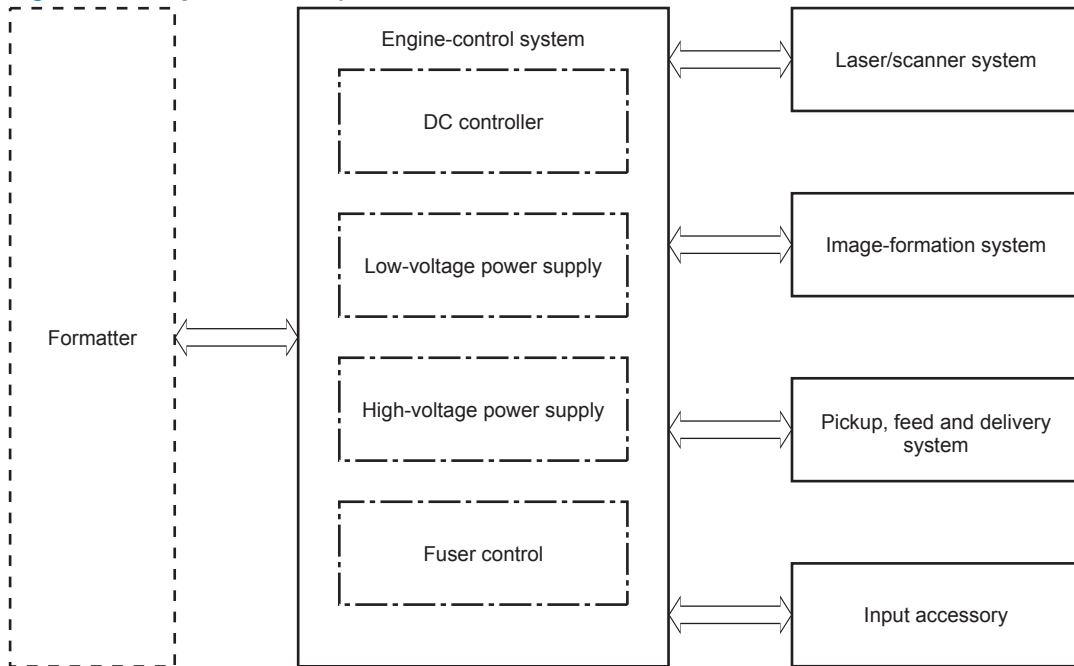 Engine-control system
DC controller
Low-voltage power supply
High-voltage power supply
Fuser control
Formatter
Laser/scanner system
Image-formation system
Pickup, feed and delivery
system
Input accessory